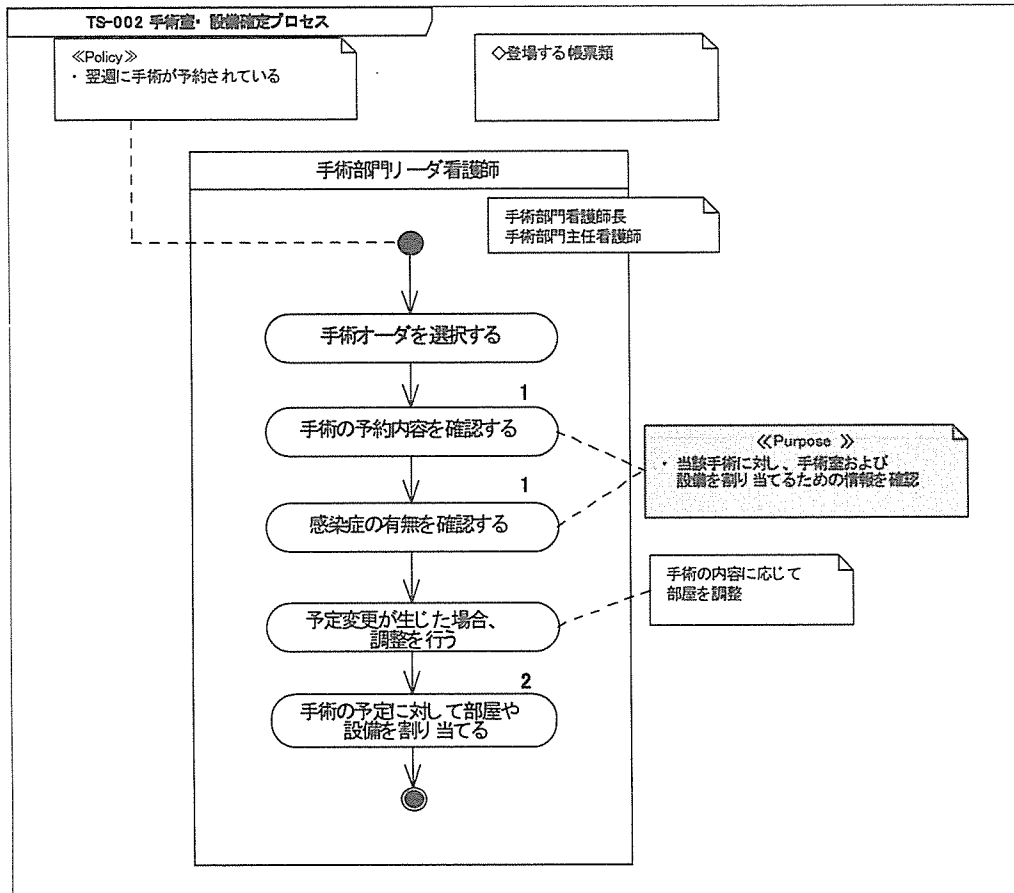 TS-002 手術室・設備確定プロセス
≪Policy≫
・ 翌週に手術が予約されている
◇登場する帳票類
手術部門リーダ看護師
手術部門看護師長
手術部門主任看護師
手術オーダを選択する
1
手術の予約内容を確認する
≪Purpose ≫
・ 当該手術に対し、手術室および
設備を割り当てるための情報を確認
1
感染症の有無を確認する
手術の内容に応じて
部屋を調整
予定変更が生じた場合、
調整を行う
2
手術の予定に対して部屋や
設備を割り当てる